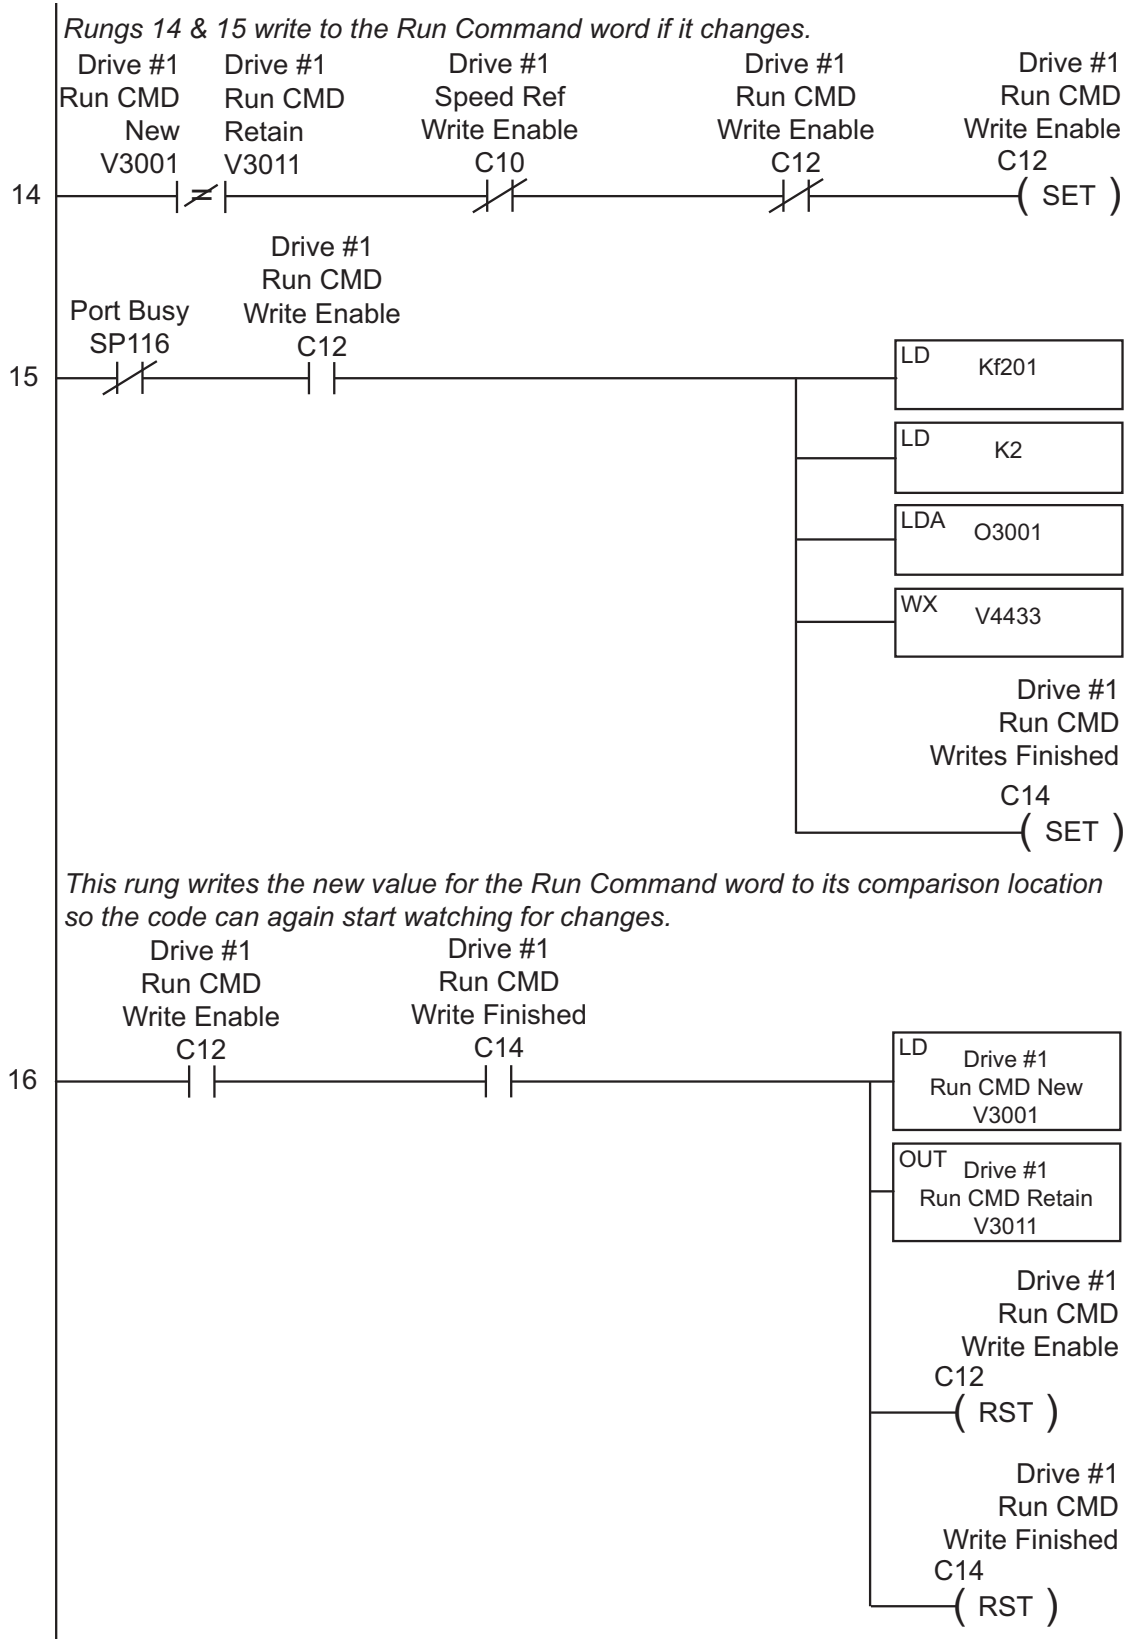 Rungs 14 & 15 write to the Run Command word if it changes.
Drive #1
Run CMD
New
V3001
Drive #1
Run CMD
Retain
V3011
Drive #1
Speed Ref
Write Enable
C10
Drive #1
Run CMD
Write Enable
C12
Drive #1
Run CMD
Write Enable
C12
14
=
( SET )
Port Busy
SP116
Drive #1
Run CMD
Write Enable
C12
15
LD
Kf201
LD
K2
LDA
O3001
WX
V4433
Drive #1
Run CMD
Writes Finished
C14
( SET )
This rung writes the new value for the Run Command word to its comparison location
so the code can again start watching for changes.
Drive #1
Run CMD
Write Enable
C12
Drive #1
Run CMD
Write Finished
C14
16
LD
Drive #1
Run CMD New
V3001
OUT
Drive #1
Run CMD Retain
V3011
Drive #1
Run CMD
Write Enable
C12
( RST )
Drive #1
Run CMD
Write Finished
C14
( RST )